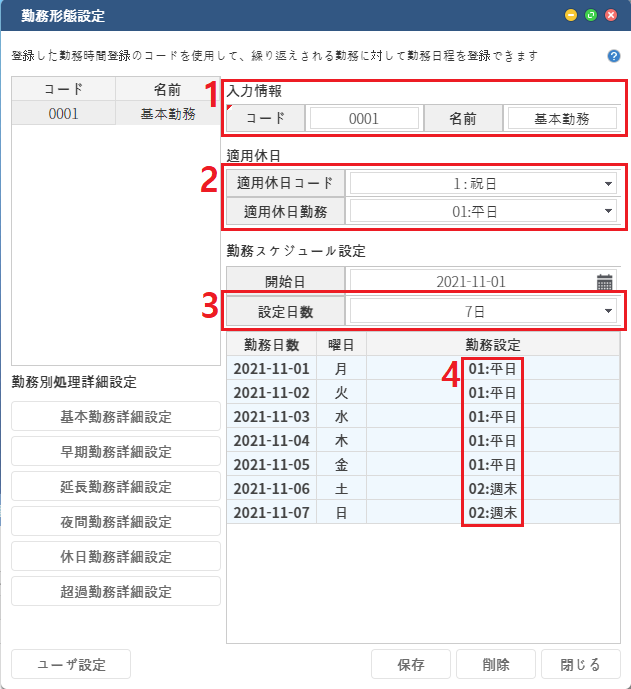 勤務形態設定
登録した勤務時間登録のコードを使用して、繰り返えされる勤務に対して勤務日程を登録できます ?
コード 名前
0001 基本勤務
1 入力情報
コード 0001 名前 基本勤務
適用休日
2 適用休日コード 1 : 祝日
適用休日勤務 01:平日
勤務スケジュール設定
開始日 2021-11-01
3 設定日数 7日
勤務日数 曜日 勤務設定
4
2021-11-01 月 01:平日
2021-11-02 火 01:平日
2021-11-03 水 01:平日
2021-11-04 木 01:平日
2021-11-05 金 01:平日
2021-11-06 土 02:週末
2021-11-07 日 02:週末
勤務別処理詳細設定
基本勤務詳細設定
早期勤務詳細設定
延長勤務詳細設定
夜間勤務詳細設定
休日勤務詳細設定
超過勤務詳細設定
ユーザ設定 保存 削除 閉じる